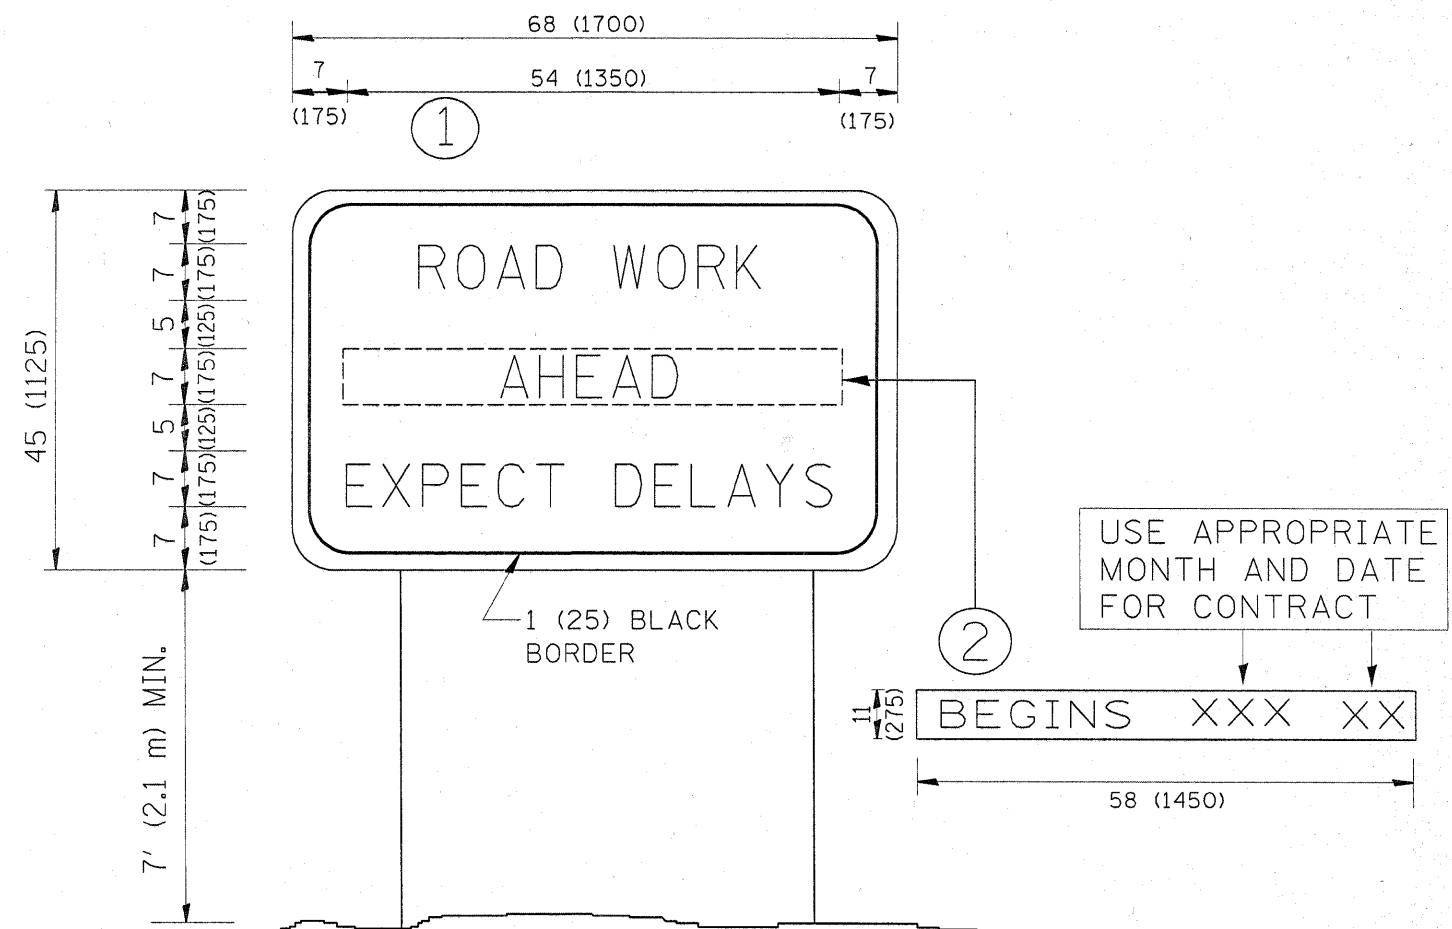 68 (1700)
7
54 (1350)
7
(175)
(175)
1
7
(175)
7
(175)
5
(125)
7
(175)
5
(125)
7
(175)
7
(175)
45 (1125)
ROAD WORK
AHEAD
EXPECT DELAYS
1 (25) BLACK
BORDER
7' (2.1 m) MIN.
USE APPROPRIATE
MONTH AND DATE
FOR CONTRACT
2
11
(275)
BEGINS XXX XX
58 (1450)